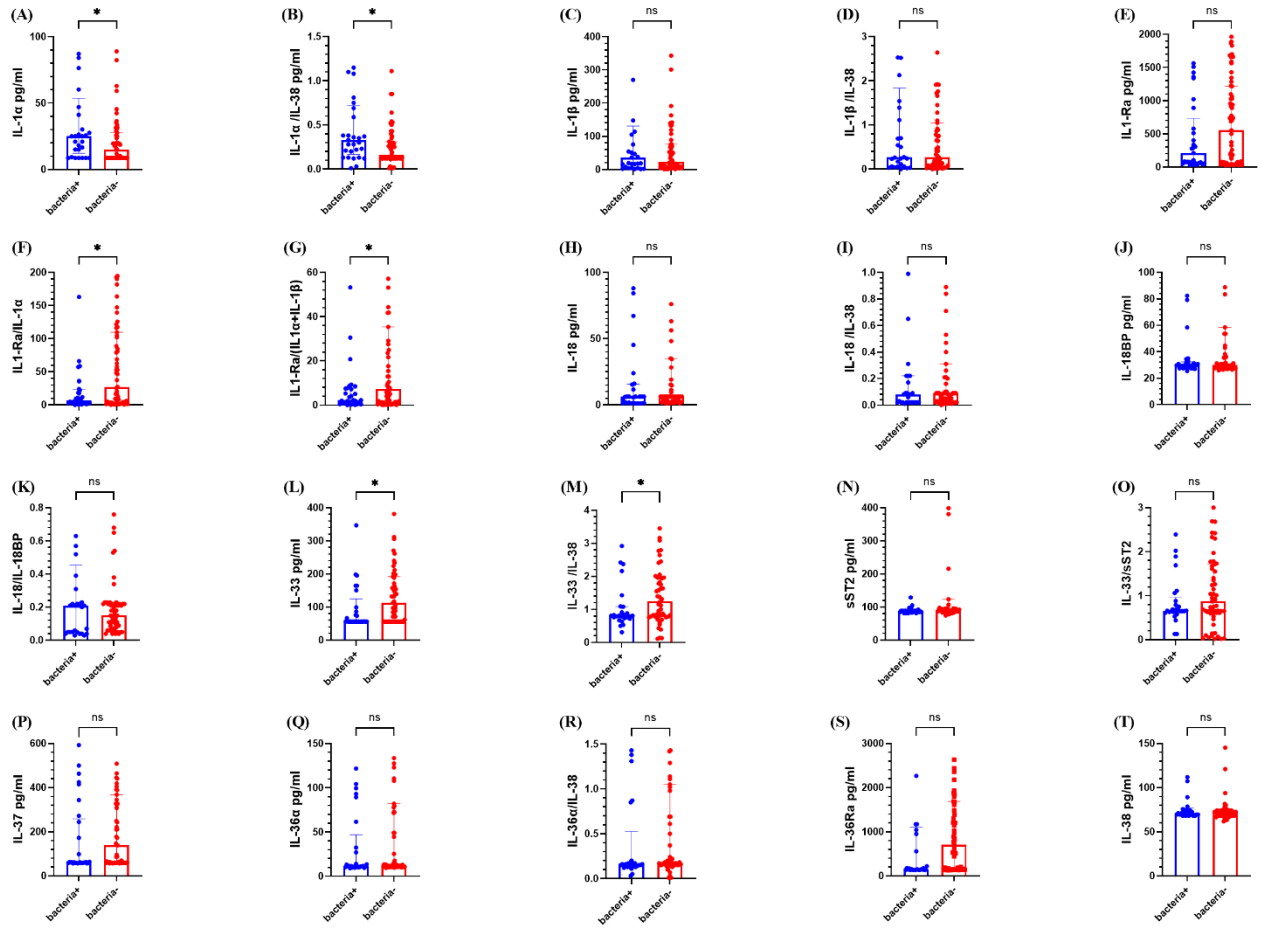 (A)
*
IL-1α pg/ml
100
50
0
bacteria+
bacteria-
(B)
*
IL-1α /IL-38 pg/ml
1.5
1.0
0.5
0.0
bacteria+
bacteria-
(C)
ns
IL-1β pg/ml
400
300
200
100
0
bacteria+
bacteria-
(D)
ns
IL-1β /IL-38
3
2
1
0
bacteria+
bacteria-
(E)
ns
IL1-Ra pg/ml
2000
1500
1000
500
0
bacteria+
bacteria-
(F)
*
IL1-Ra/IL-1α
200
150
100
50
0
bacteria+
bacteria-
(G)
*
IL1-Ra/(IL1α+IL-1β)
60
40
20
0
bacteria+
bacteria-
(H)
ns
IL-18 pg/ml
100
80
60
40
20
0
bacteria+
bacteria-
(I)
ns
IL-18 /IL-38
1.0
0.8
0.6
0.4
0.2
0.0
bacteria+
bacteria-
(J)
ns
IL-18BP pg/ml
100
80
60
40
20
0
bacteria+
bacteria-
(K)
ns
IL-18/IL-18BP
0.8
0.6
0.4
0.2
0.0
bacteria+
bacteria-
(L)
*
IL-33 pg/ml
400
300
200
100
0
bacteria+
bacteria-
(M)
*
IL-33 /IL-38
4
3
2
1
0
bacteria+
bacteria-
(N)
ns
sST2 pg/ml
400
300
200
100
0
bacteria+
bacteria-
(O)
ns
IL-33/sST2
3
2
1
0
bacteria+
bacteria-
(P)
ns
IL-37 pg/ml
600
400
200
0
bacteria+
bacteria-
(Q)
ns
IL-36α pg/ml
150
100
50
0
bacteria+
bacteria-
(R)
ns
IL-36α/IL-38
1.5
1.0
0.5
0.0
bacteria+
bacteria-
(S)
ns
IL-36Ra pg/ml
3000
2000
1000
0
bacteria+
bacteria-
(T)
ns
IL-38 pg/ml
150
100
50
0
bacteria+
bacteria-